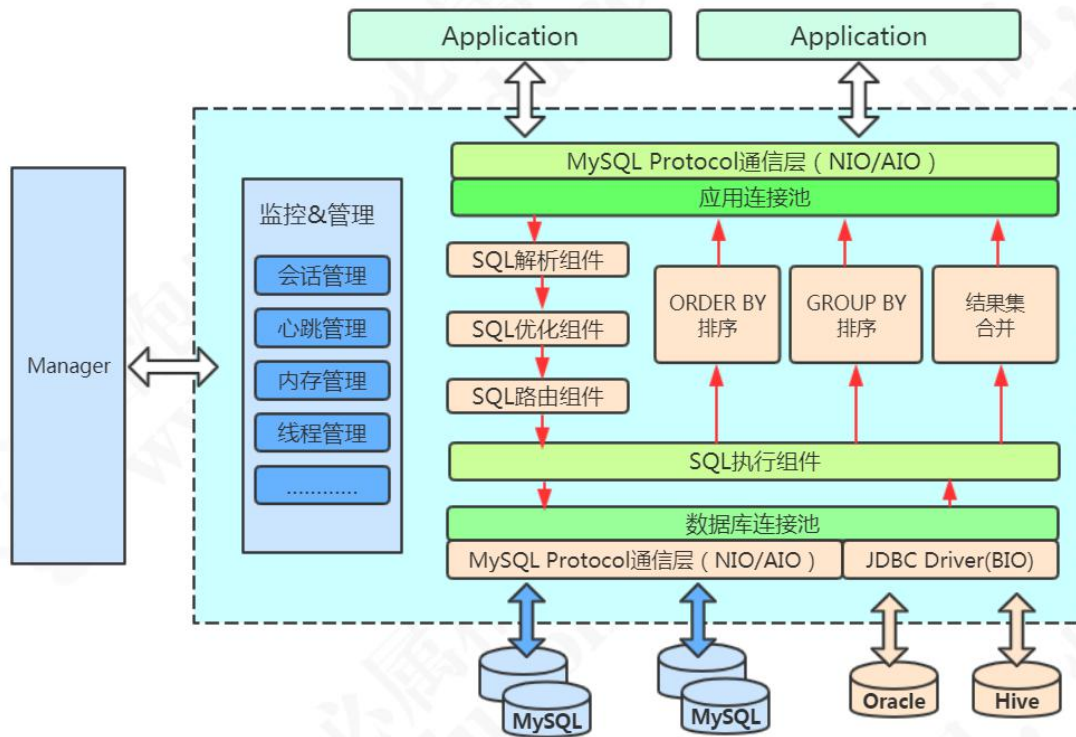 Application
Application
MySQL Protocol通信层（NIO/AIO）
应用连接池
监控&管理
会话管理
心跳管理
内存管理
线程管理
............
Manager
SQL解析组件
SQL优化组件
SQL路由组件
ORDER BY
排序
GROUP BY
排序
结果集
合并
SQL执行组件
数据库连接池
MySQL Protocol通信层（NIO/AIO）
JDBC Driver(BIO)
MySQL
MySQL
Oracle
Hive